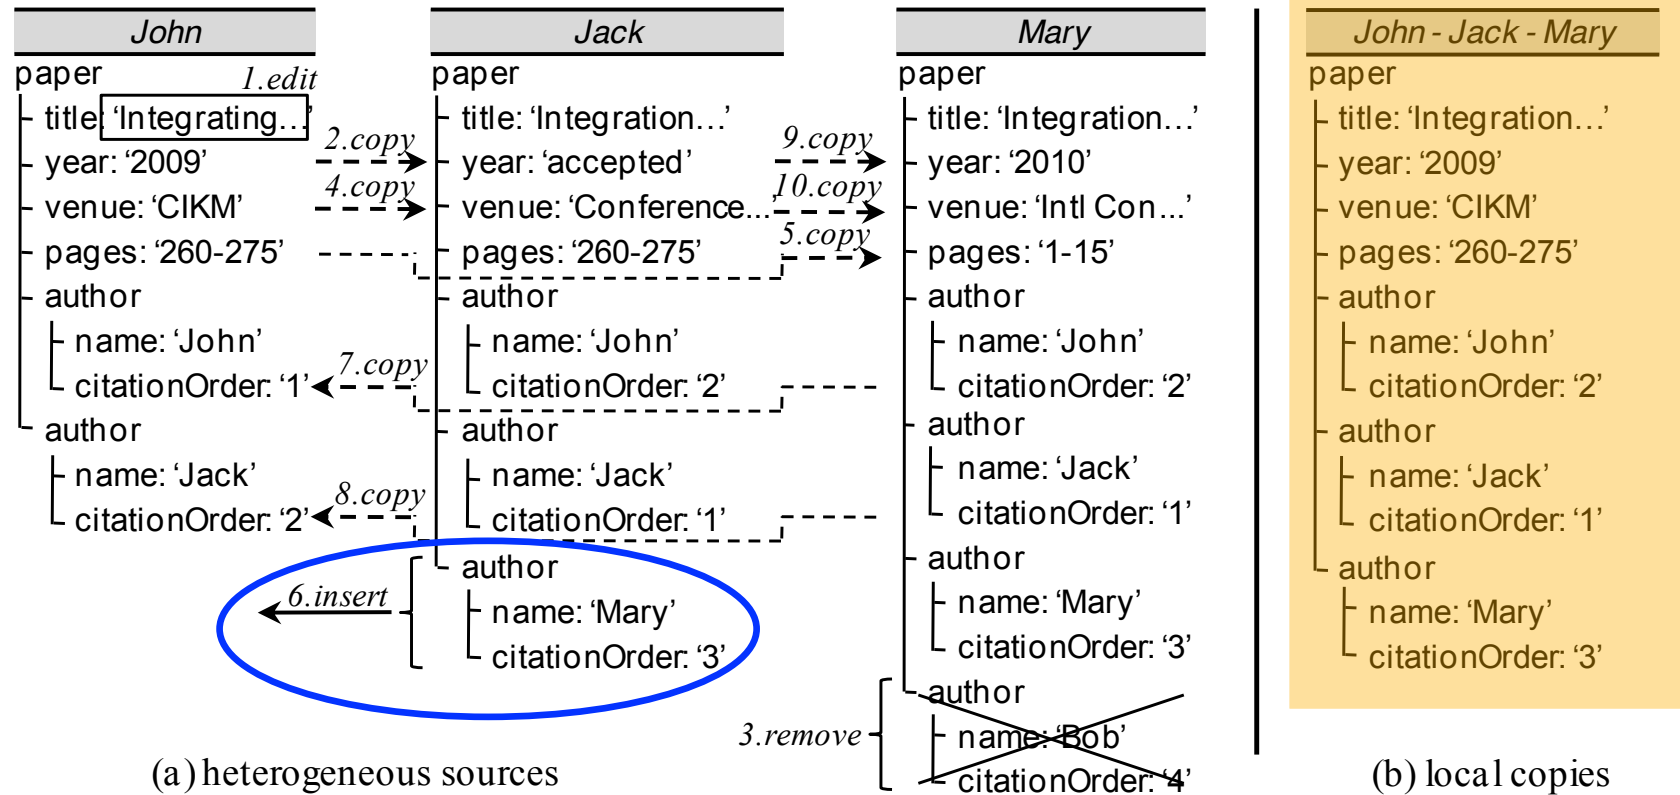 John
paper
1.edit
title: ‘Integrating...’
year: ‘2009’
venue: ‘CIKM’
pages: ‘260-275’
author
name: ‘John’
citationOrder: ‘1’
author
name: ‘Jack’
citationOrder: ‘2’
2.copy
4.copy
7.copy
8.copy
6.insert
Jack
paper
title: ‘Integration...’
year: ‘accepted’
venue: ‘Conference...’
pages: ‘260-275’
author
name: ‘John’
citationOrder: ‘2’
author
name: ‘Jack’
citationOrder: ‘1’
author
name: ‘Mary’
citationOrder: ‘3’
9.copy
10.copy
5.copy
3.remove
Mary
paper
title: ‘Integration...’
year: ‘2010’
venue: ‘Intl Con...’
pages: ‘1-15’
author
name: ‘John’
citationOrder: ‘2’
author
name: ‘Jack’
citationOrder: ‘1’
author
name: ‘Mary’
citationOrder: ‘3’
author
name: ‘Bob’
citationOrder: ‘4’
(a) heterogeneous sources
John - Jack - Mary
paper
title: ‘Integration...’
year: ‘2009’
venue: ‘CIKM’
pages: ‘260-275’
author
name: ‘John’
citationOrder: ‘2’
author
name: ‘Jack’
citationOrder: ‘1’
author
name: ‘Mary’
citationOrder: ‘3’
(b) local copies